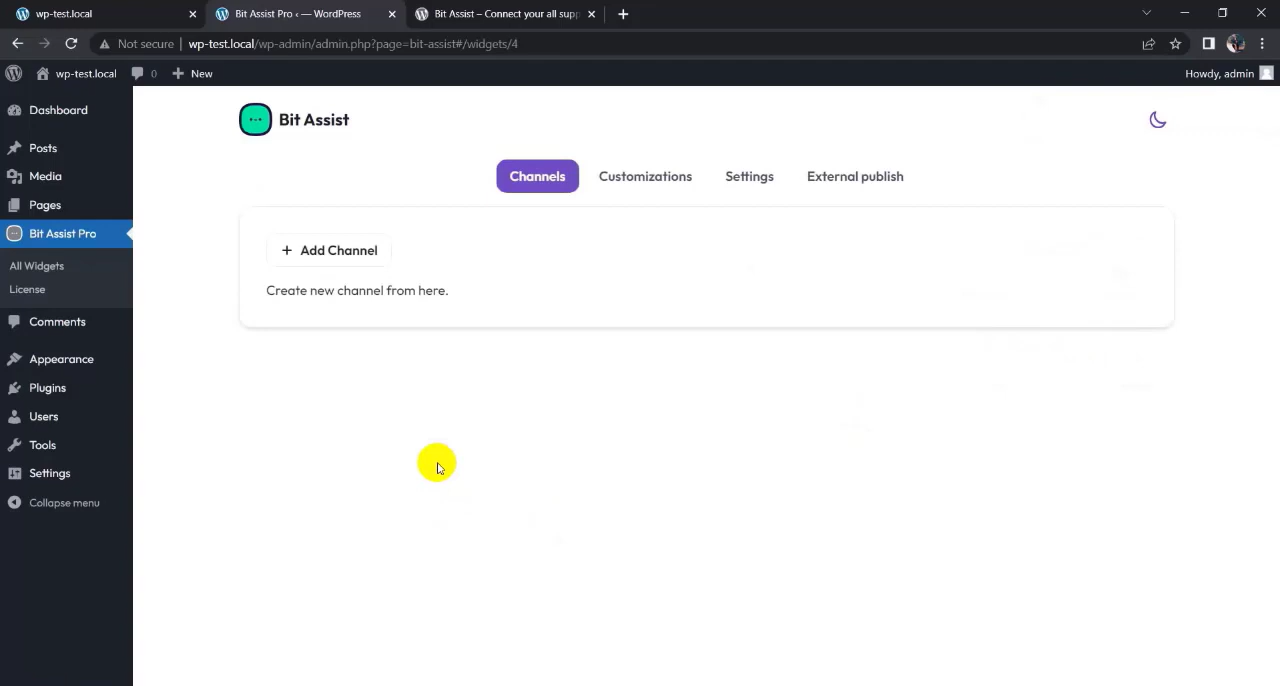 wp-test.local
Bit Assist Pro ‹ — WordPress
Bit Assist – Connect your all supp
Not secure
wp-test.local/wp-admin/admin.php?page=bit-assist#/widgets/4
wp-test.local
0
New
Howdy, admin
Dashboard
Posts
Media
Pages
Bit Assist Pro
All Widgets
License
Comments
Appearance
Plugins
Users
Tools
Settings
Collapse menu
Bit Assist
Channels
Customizations
Settings
External publish
+ Add Channel
Create new channel from here.